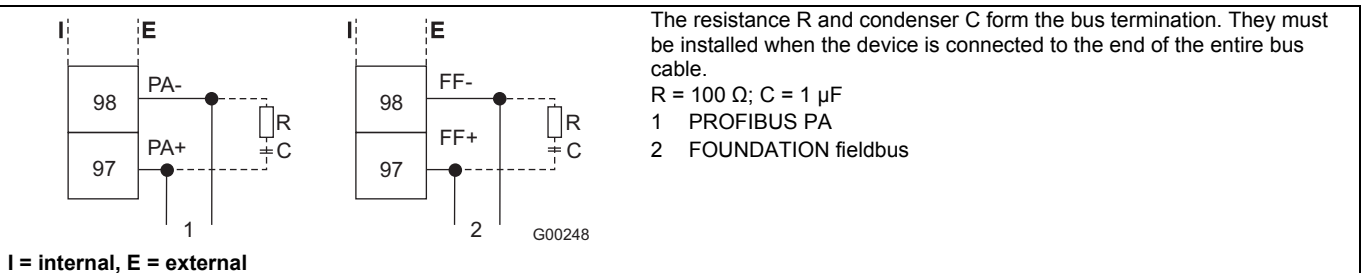 I E
98 PA-
97 PA+
R
C
1
I E
98 FF-
97 FF+
R
C
2
G00248
I = internal, E = external
The resistance R and condenser C form the bus termination. They must
be installed when the device is connected to the end of the entire bus
cable.
R = 100 Ω; C = 1 µF
1 PROFIBUS PA
2 FOUNDATION fieldbus